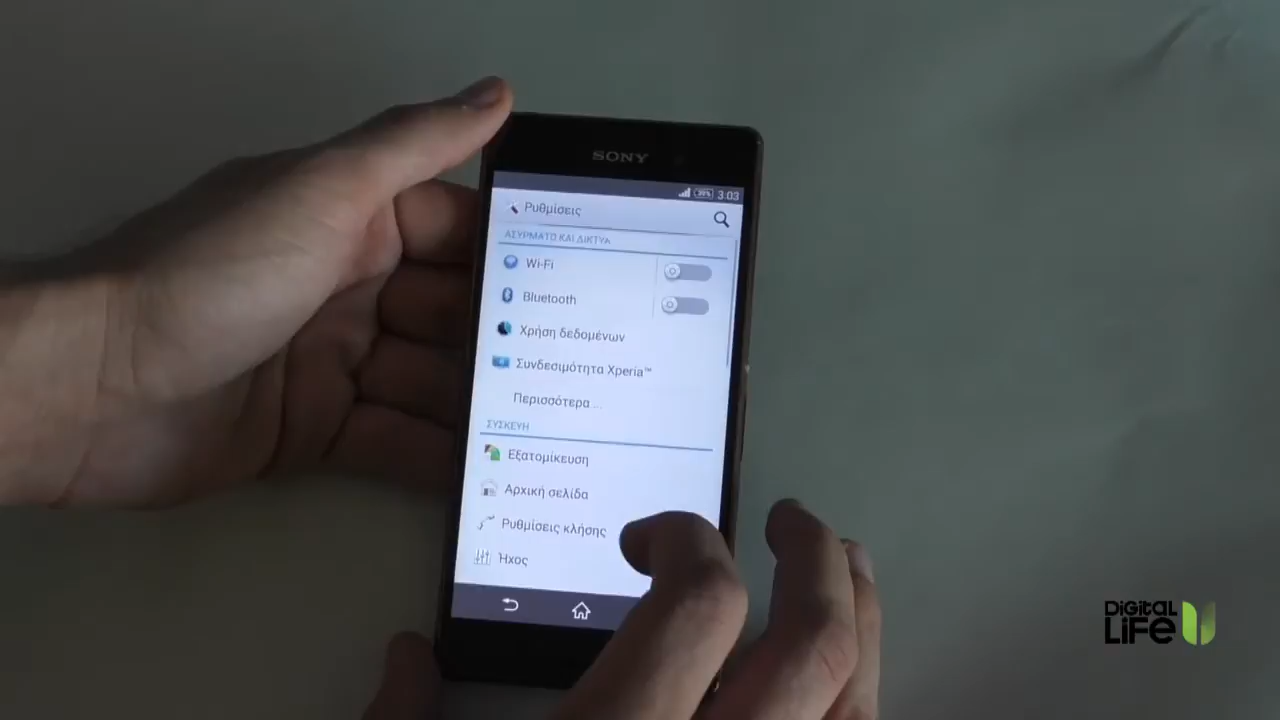 SONY
39% 3:03
Ρυθμίσεις
ΑΣΥΡΜΑΤΟ ΚΑΙ ΔΙΚΤΥΑ
Wi-Fi
Bluetooth
Χρήση δεδομένων
Συνδεσιμότητα Xperia™
Περισσότερα ...
ΣΥΣΚΕΥΗ
Εξατομίκευση
Αρχική σελίδα
Ρυθμίσεις κλήσης
Ήχος
DiGiTAL
LiFE